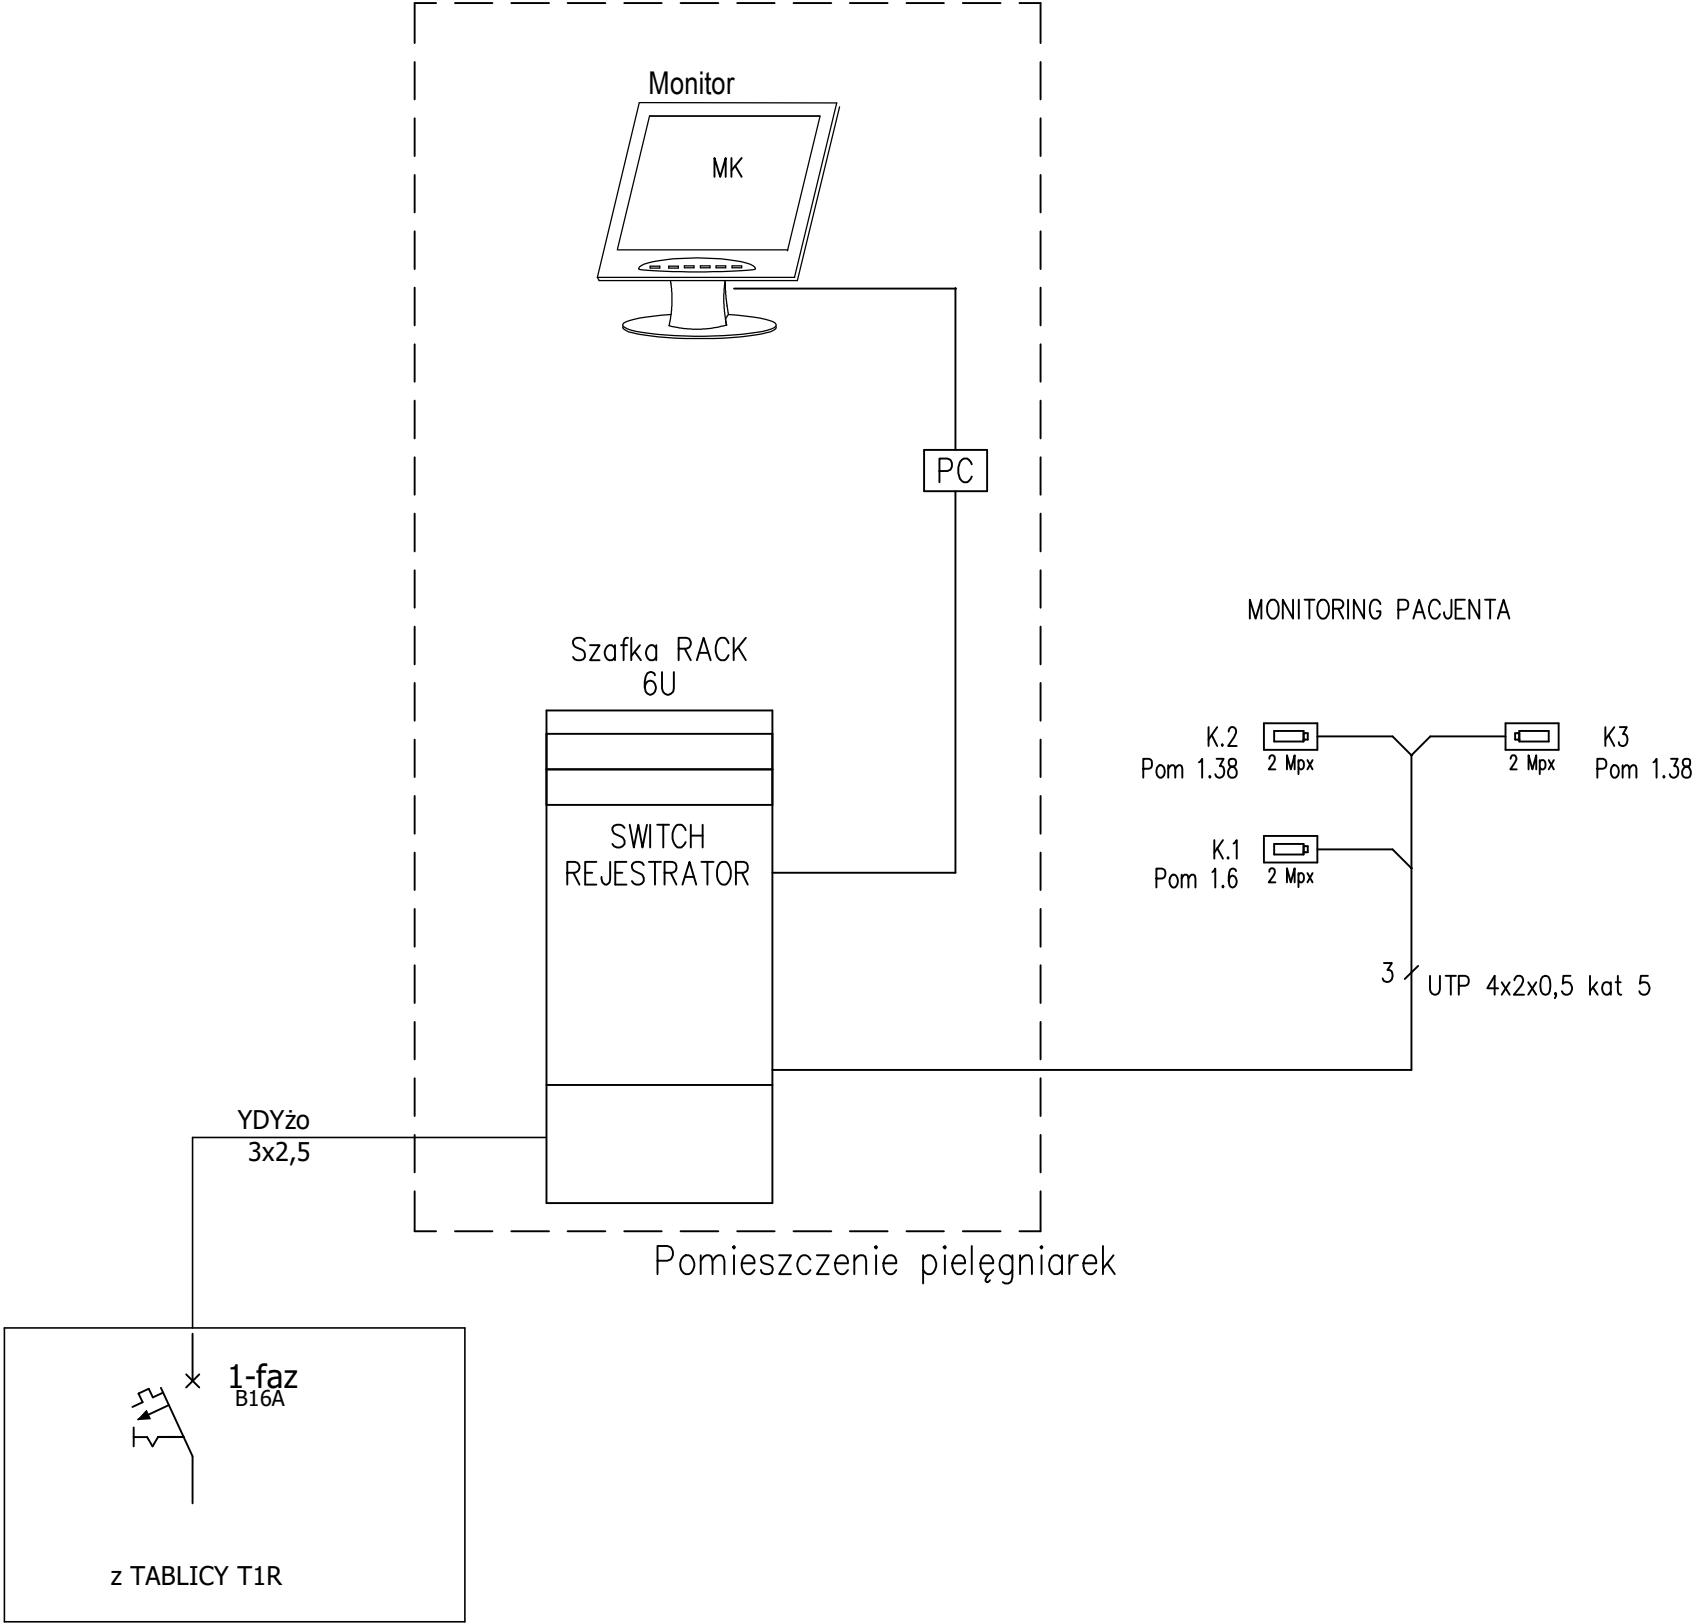 Monitor
MK
PC
MONITORING PACJENTA
Szafka RACK
6U
SWITCH
REJESTRATOR
K.2
Pom 1.38
2 Mpx
K3
Pom 1.38
2 Mpx
K.1
Pom 1.6
2 Mpx
3
UTP 4x2x0,5 kat 5
YDYżo
3x2,5
Pomieszczenie pielęgniarek
1-faz
B16A
z TABLICY T1R